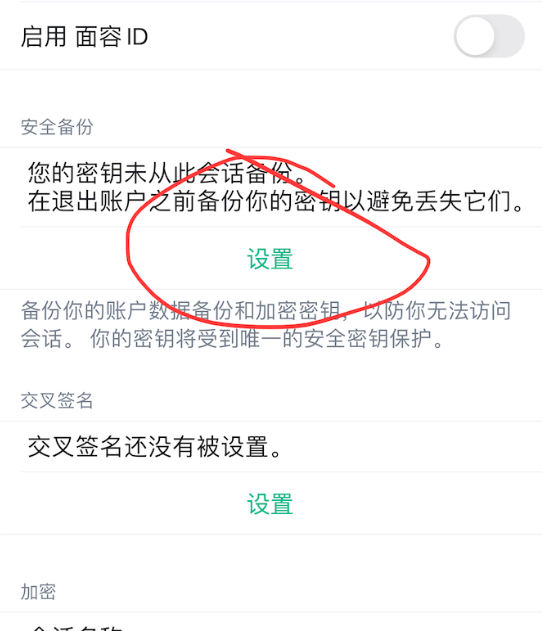 启用 面容 ID
安全备份
您的密钥未从此会话备份。
在退出账户之前备份你的密钥以避免丢失它们。
设置
备份你的账户数据备份和加密密钥，以防你无法访问
会话。 你的密钥将受到唯一的安全密钥保护。
交叉签名
交叉签名还没有被设置。
设置
加密